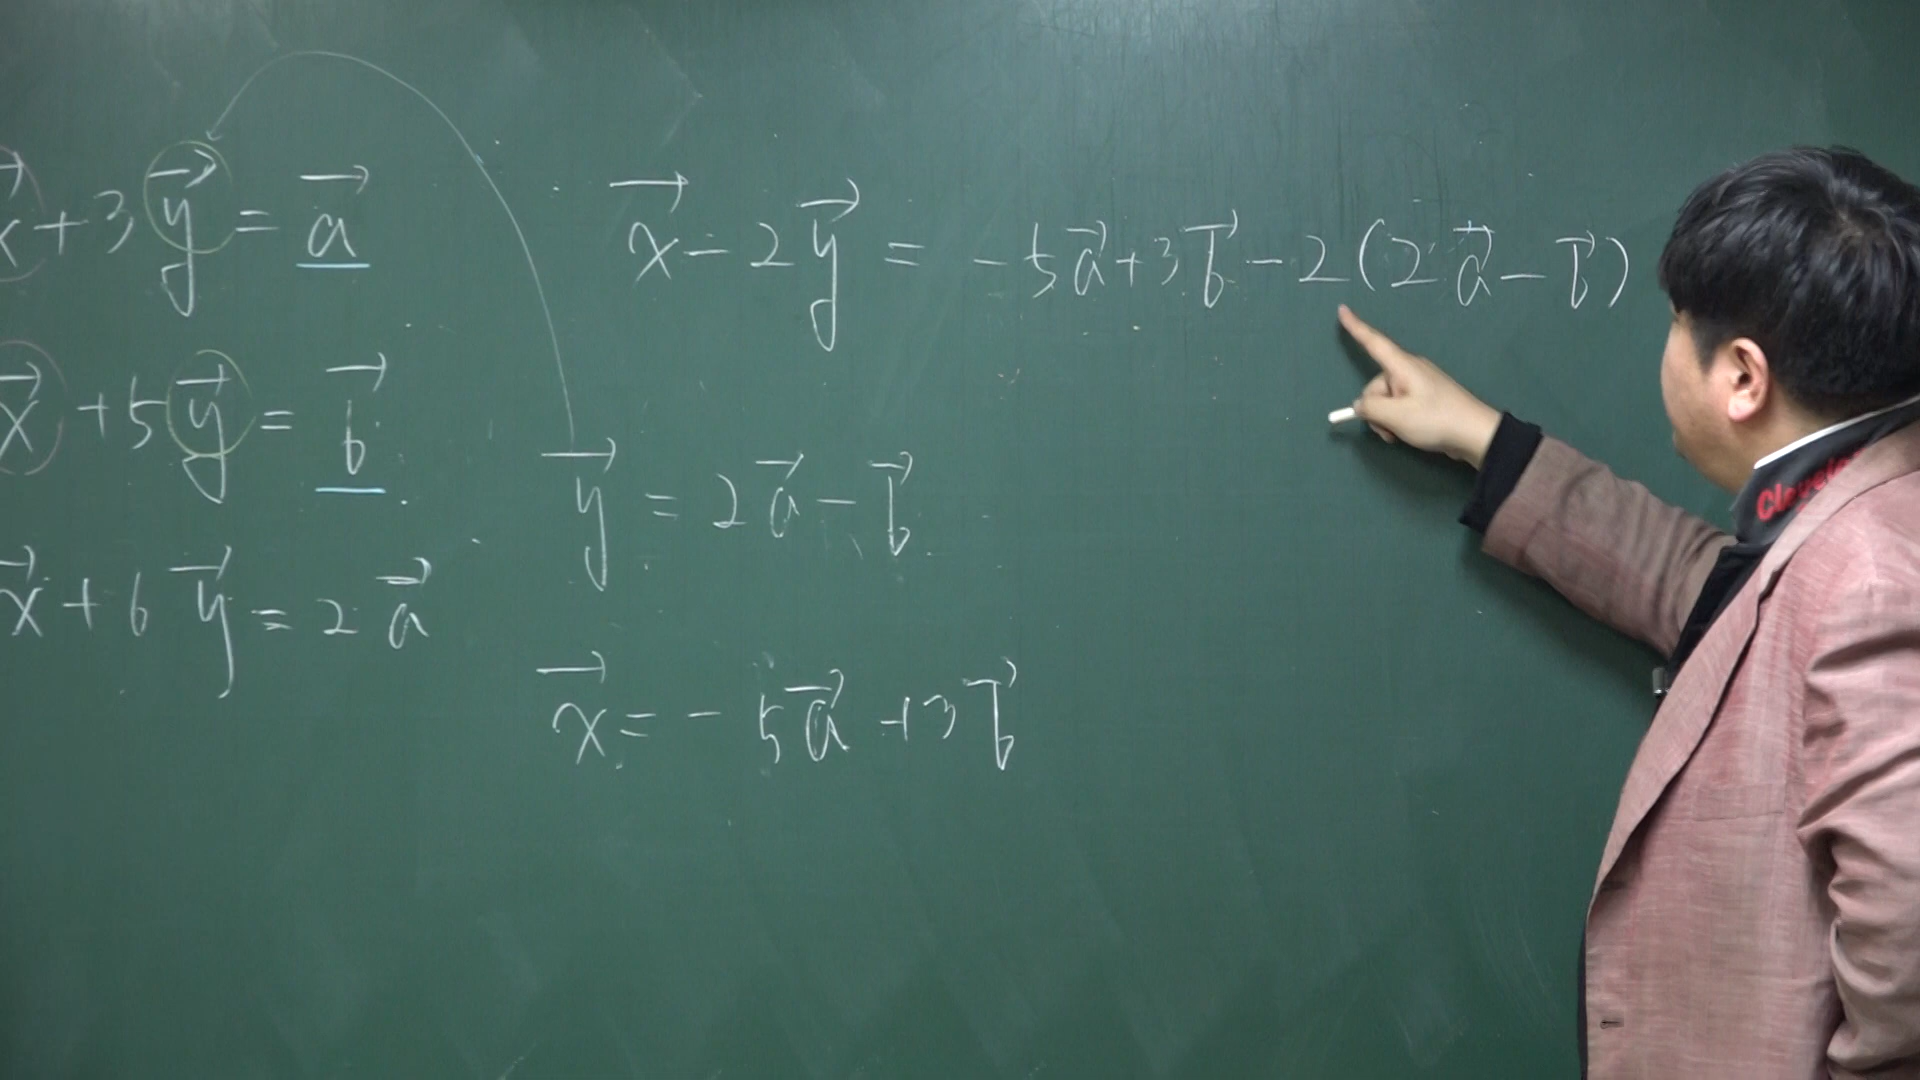 x⃗+3y⃗=a⃗
x⃗+5y⃗=b⃗.
x⃗+6y⃗=2a⃗
x⃗-2y⃗=-5a⃗+3b⃗-2(2a⃗-b⃗)
y⃗=2a⃗-b⃗.
x⃗=-5a⃗+3b⃗